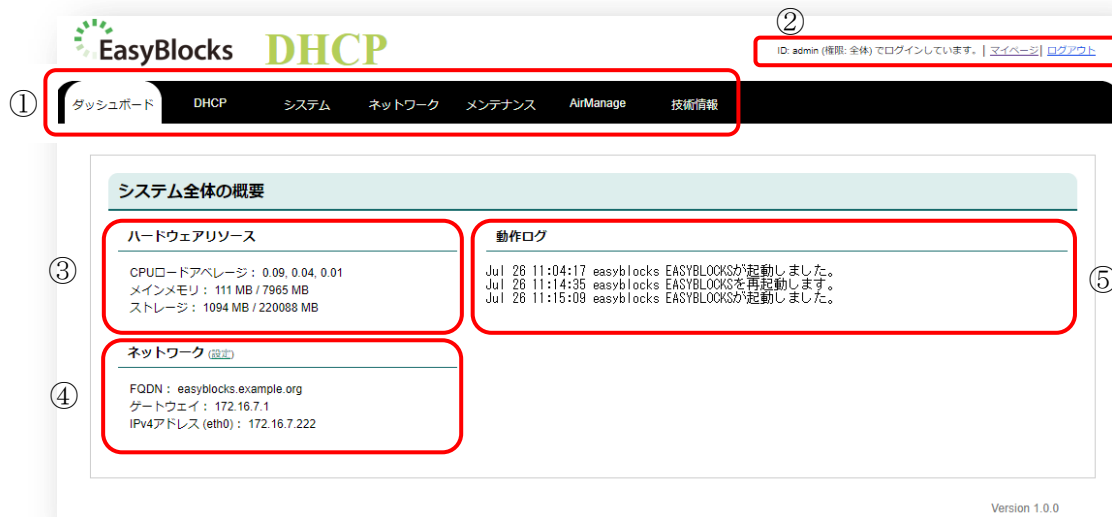 ②
EasyBlocks DHCP
ID: admin (権限: 全体) でログインしています。| マイページ| ログアウト
①
ダッシュボード DHCP システム ネットワーク メンテナンス AirManage 技術情報
システム全体の概要
ハードウェアリソース
動作ログ
③
CPUロードアベレージ： 0.09, 0.04, 0.01
メインメモリ： 111 MB / 7965 MB
ストレージ： 1094 MB / 220088 MB
Jul 26 11:04:17 easyblocks EASYBLOCKSが起動しました。
Jul 26 11:14:35 easyblocks EASYBLOCKSを再起動します。
Jul 26 11:15:09 easyblocks EASYBLOCKSが起動しました。
⑤
ネットワーク (設定)
④
FQDN： easyblocks.example.org
ゲートウェイ： 172.16.7.1
IPv4アドレス (eth0)： 172.16.7.222
Version 1.0.0